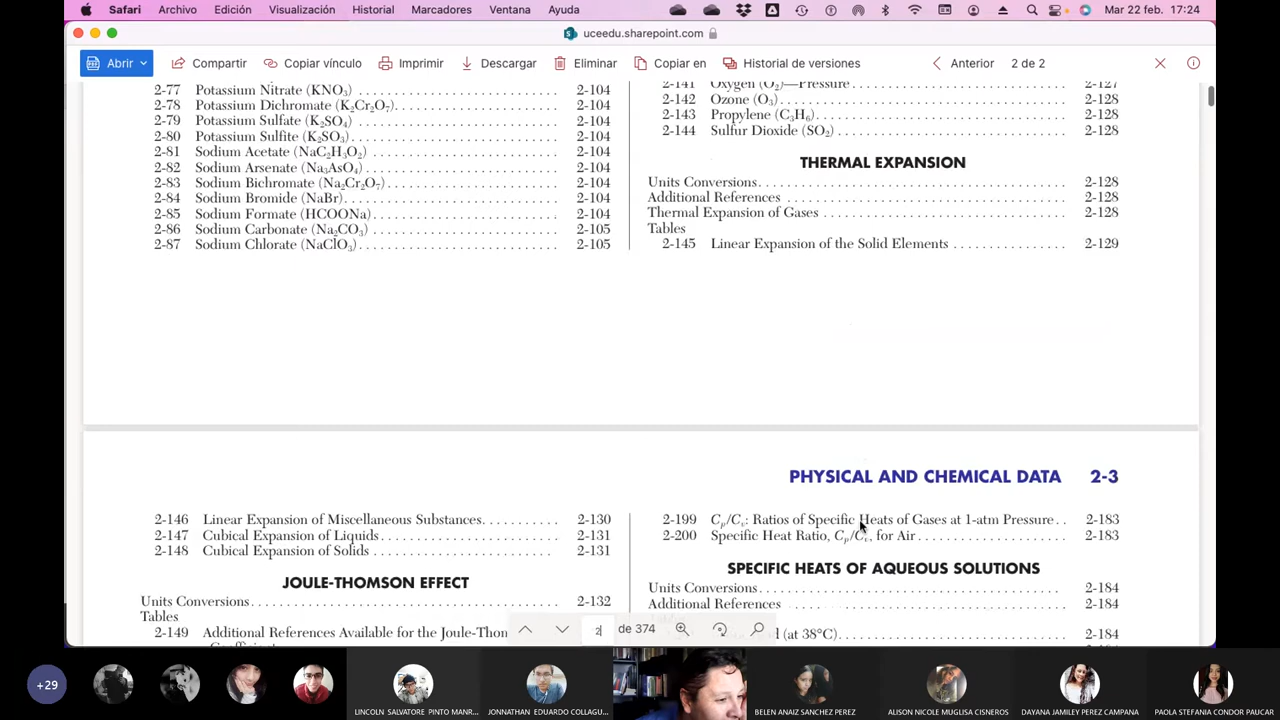 Safari Archivo Edición Visualización Historial Marcadores Ventana Ayuda Mar 22 feb. 17:24
uceedu.sharepoint.com
Abrir Compartir Copiar vínculo Imprimir Descargar Eliminar Copiar en Historial de versiones Anterior 2 de 2
2-77 Potassium Nitrate (KNO3) 2-104
2-78 Potassium Dichromate (K2Cr2O7) 2-104
2-79 Potassium Sulfate (K2SO4) 2-104
2-80 Potassium Sulfite (K2SO3) 2-104
2-81 Sodium Acetate (NaC2H3O2) 2-104
2-82 Sodium Arsenate (Na3AsO4) 2-104
2-83 Sodium Bichromate (Na2Cr2O7) 2-104
2-84 Sodium Bromide (NaBr) 2-104
2-85 Sodium Formate (HCOONa) 2-104
2-86 Sodium Carbonate (Na2CO3) 2-105
2-87 Sodium Chlorate (NaClO3) 2-105
2-141 Oxygen (O2)—Pressure 2-127
2-142 Ozone (O3) 2-128
2-143 Propylene (C3H6) 2-128
2-144 Sulfur Dioxide (SO2) 2-128
THERMAL EXPANSION
Units Conversions 2-128
Additional References 2-128
Thermal Expansion of Gases 2-128
Tables
2-145 Linear Expansion of the Solid Elements 2-129
PHYSICAL AND CHEMICAL DATA 2-3
2-146 Linear Expansion of Miscellaneous Substances 2-130
2-147 Cubical Expansion of Liquids 2-131
2-148 Cubical Expansion of Solids 2-131
JOULE-THOMSON EFFECT
Units Conversions 2-132
Tables
2-149 Additional References Available for the Joule-Thom
2-199 Cp/Cv: Ratios of Specific Heats of Gases at 1-atm Pressure 2-183
2-200 Specific Heat Ratio, Cp/Cv, for Air 2-183
SPECIFIC HEATS OF AQUEOUS SOLUTIONS
Units Conversions 2-184
Additional References 2-184
(at 38°C) 2-184
2 de 374
+29
LINCOLN SALVATORE PINTO MANR...
JONNATHAN EDUARDO COLLAGU...
BELEN ANAIZ SANCHEZ PEREZ
ALISON NICOLE MUGLISA CISNEROS
DAYANA JAMILEY PEREZ CAMPANA
PAOLA STEFANIA CONDOR PAUCAR